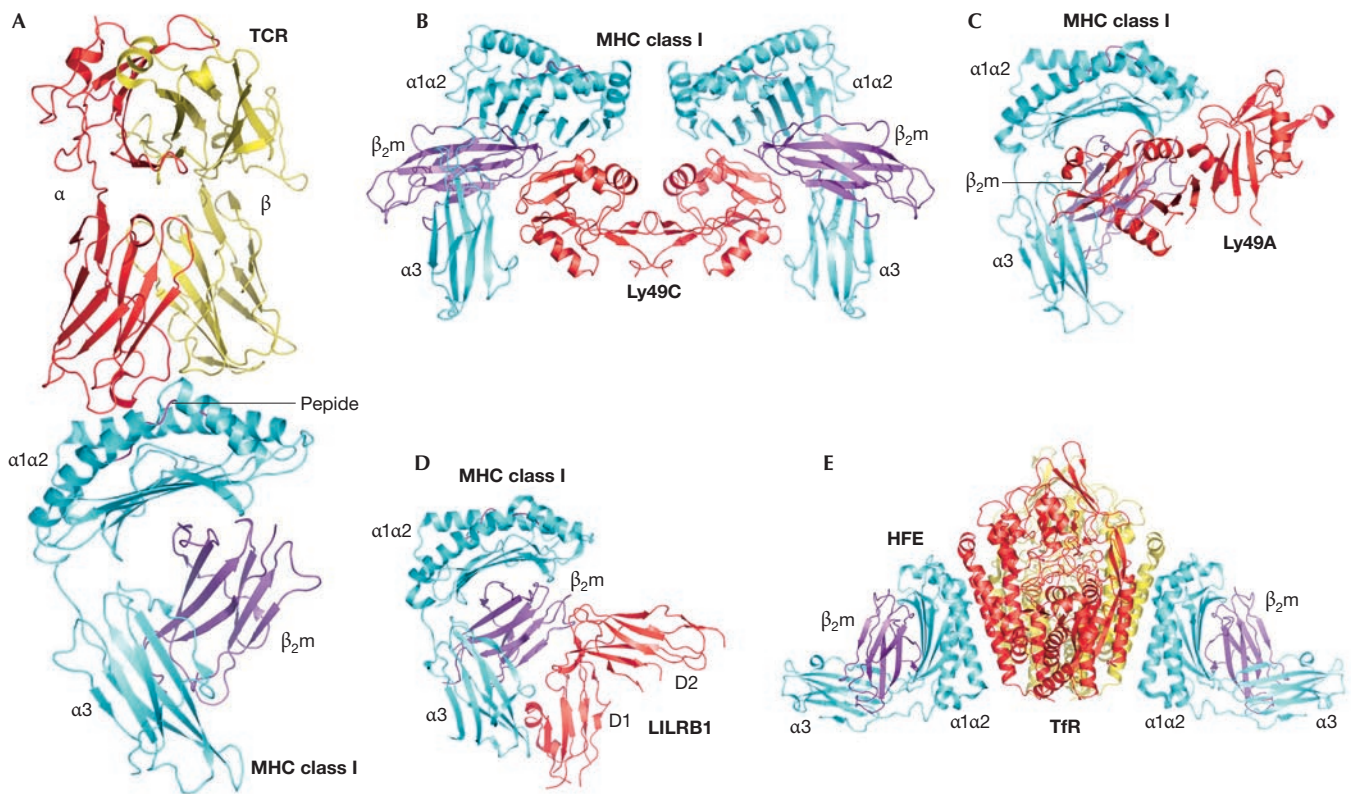 A
TCR
α
β
Pepide
α1α2
β₂m
α3
MHC class I
B
MHC class I
α1α2
α1α2
β₂m
β₂m
α3
α3
Ly49C
C
MHC class I
α1α2
β₂m
Ly49A
α3
D
MHC class I
α1α2
β₂m
D2
α3
D1
LILRB1
E
HFE
β₂m
β₂m
α3
α1α2
TfR
α1α2
α3